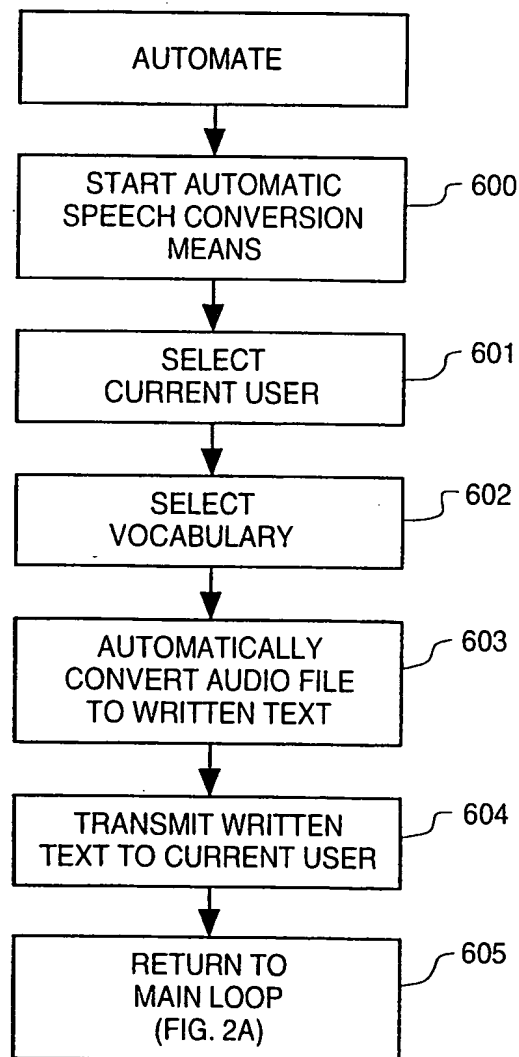 AUTOMATE
START AUTOMATIC
SPEECH CONVERSION
MEANS
600
SELECT
CURRENT USER
601
SELECT
VOCABULARY
602
AUTOMATICALLY
CONVERT AUDIO FILE
TO WRITTEN TEXT
603
TRANSMIT WRITTEN
TEXT TO CURRENT USER
604
RETURN TO
MAIN LOOP
(FIG. 2A)
605